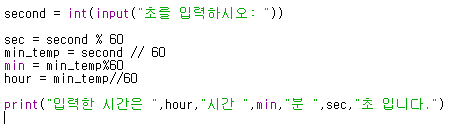 second = int(input("초를 입력하시오: "))
sec = second % 60
min_temp = second // 60
min = min_temp%60
hour = min_temp//60
print("입력한 시간은 ",hour,"시간 ",min,"분 ",sec,"초 입니다.")